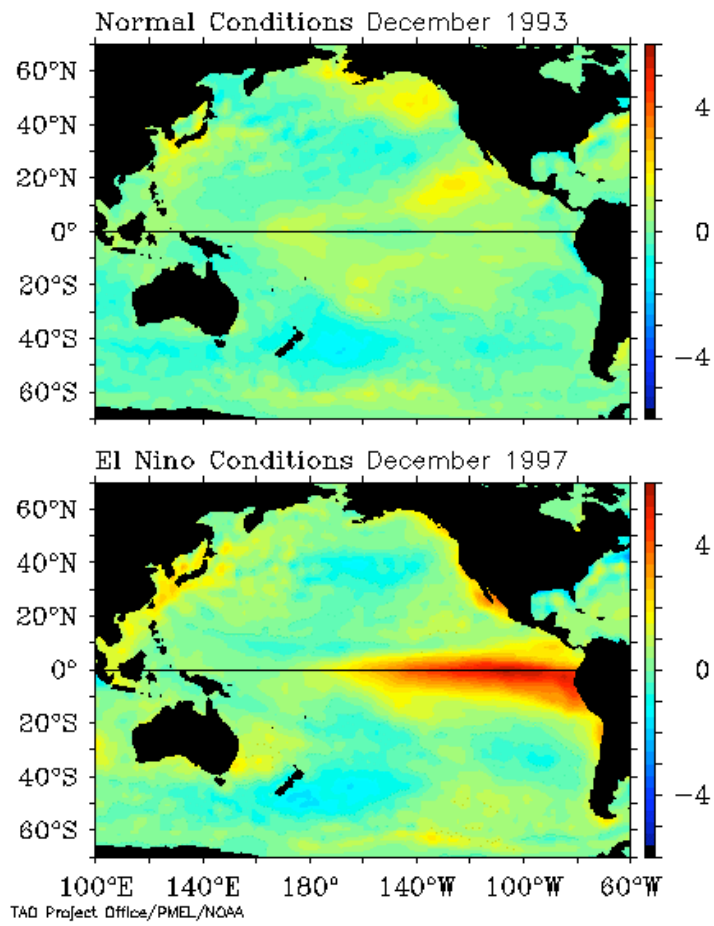 Normal Conditions December 1993
60°N
40°N
20°N
0°
20°S
40°S
60°S
4
0
−4
El Nino Conditions December 1997
60°N
40°N
20°N
0°
20°S
40°S
60°S
4
0
−4
100°E 140°E 180° 140°W 100°W 60°W
TAO Project Office/PMEL/NOAA